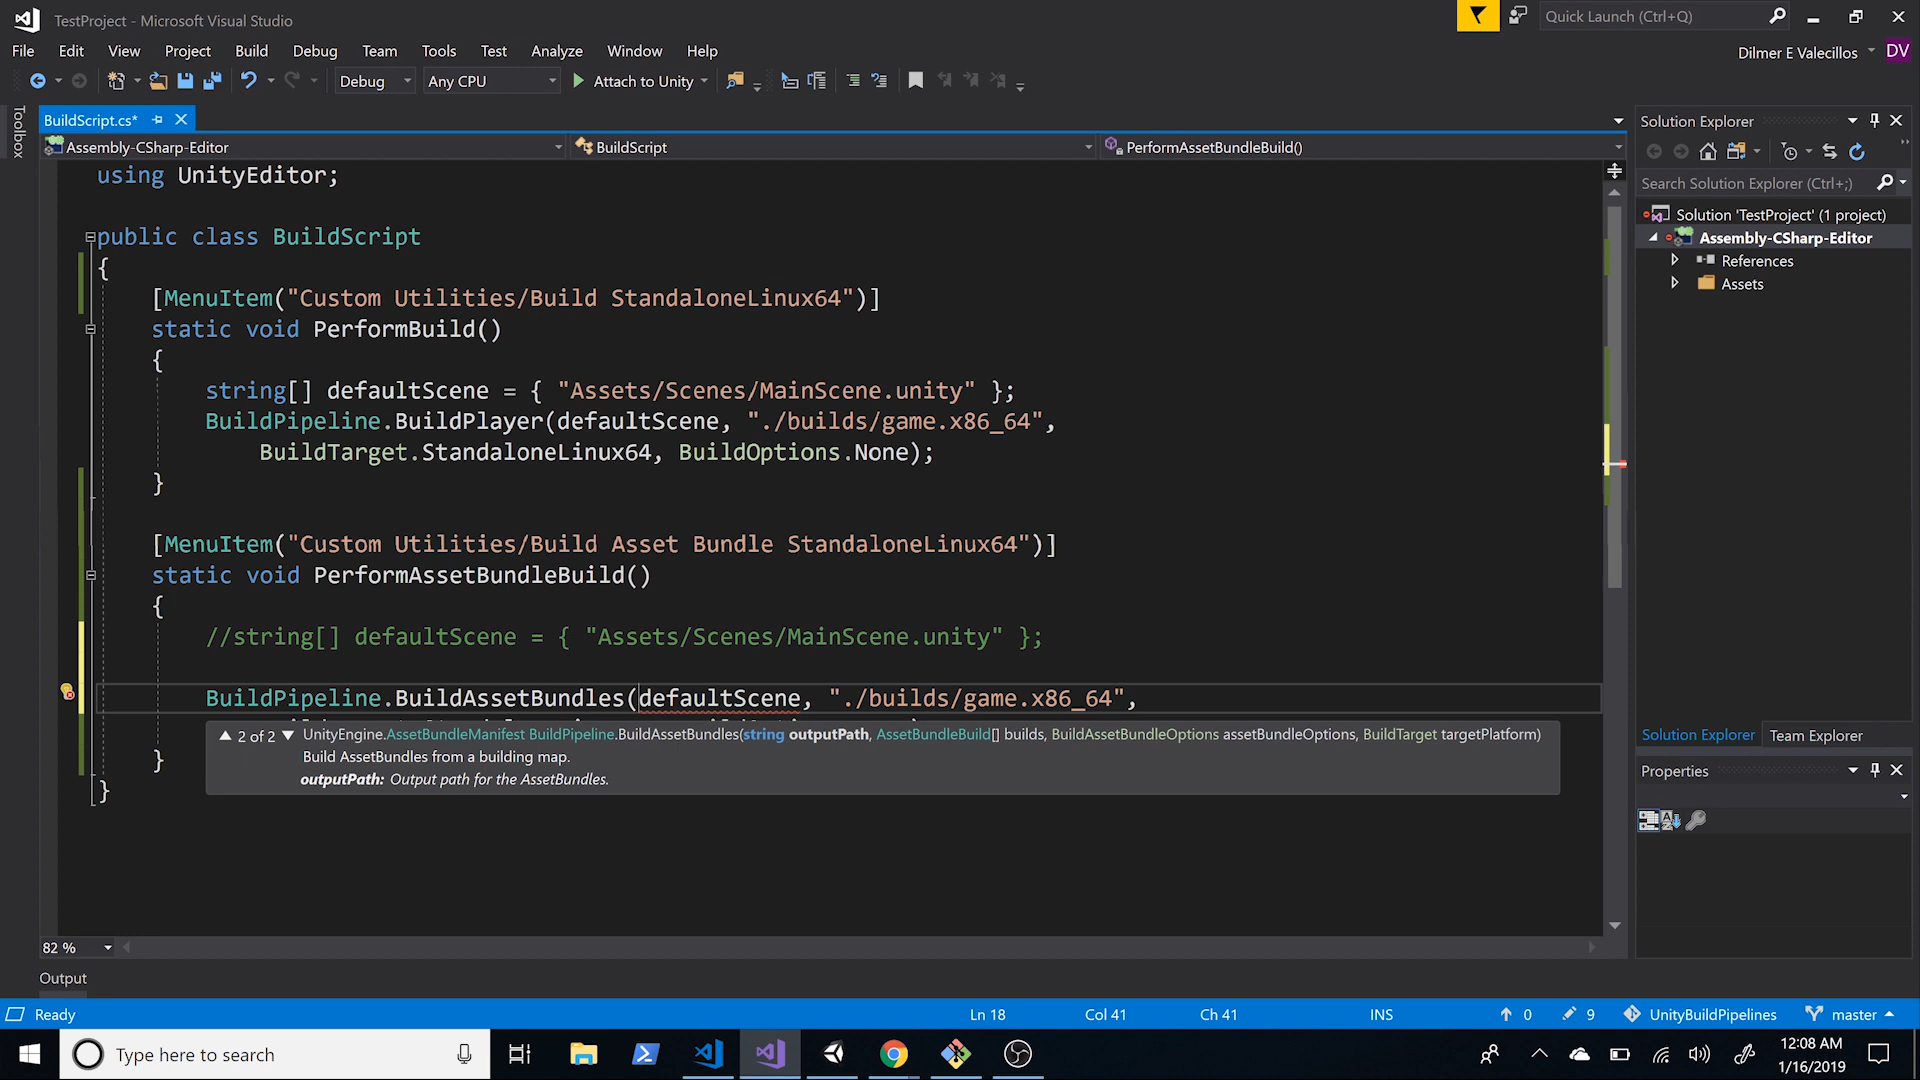 TestProject - Microsoft Visual Studio
Quick Launch (Ctrl+Q)
File Edit View Project Build Debug Team Tools Test Analyze Window Help
Dilmer E Valecillos DV
Debug Any CPU Attach to Unity
Toolbox
BuildScript.cs*
Assembly-CSharp-Editor BuildScript PerformAssetBundleBuild()
using UnityEditor;
public class BuildScript
{
[MenuItem("Custom Utilities/Build StandaloneLinux64")]
static void PerformBuild()
{
string[] defaultScene = { "Assets/Scenes/MainScene.unity" };
BuildPipeline.BuildPlayer(defaultScene, "./builds/game.x86_64",
BuildTarget.StandaloneLinux64, BuildOptions.None);
}
[MenuItem("Custom Utilities/Build Asset Bundle StandaloneLinux64")]
static void PerformAssetBundleBuild()
{
//string[] defaultScene = { "Assets/Scenes/MainScene.unity" };
BuildPipeline.BuildAssetBundles(defaultScene, "./builds/game.x86_64",
2 of 2 UnityEngine.AssetBundleManifest BuildPipeline.BuildAssetBundles(string outputPath, AssetBundleBuild[] builds, BuildAssetBundleOptions assetBundleOptions, BuildTarget targetPlatform)
Build AssetBundles from a building map.
outputPath: Output path for the AssetBundles.
}
}
82 %
Output
Solution Explorer
Search Solution Explorer (Ctrl+;)
Solution 'TestProject' (1 project)
Assembly-CSharp-Editor
References
Assets
Solution Explorer Team Explorer
Properties
Ready Ln 18 Col 41 Ch 41 INS 0 9 UnityBuildPipelines master
Type here to search
12:08 AM
1/16/2019